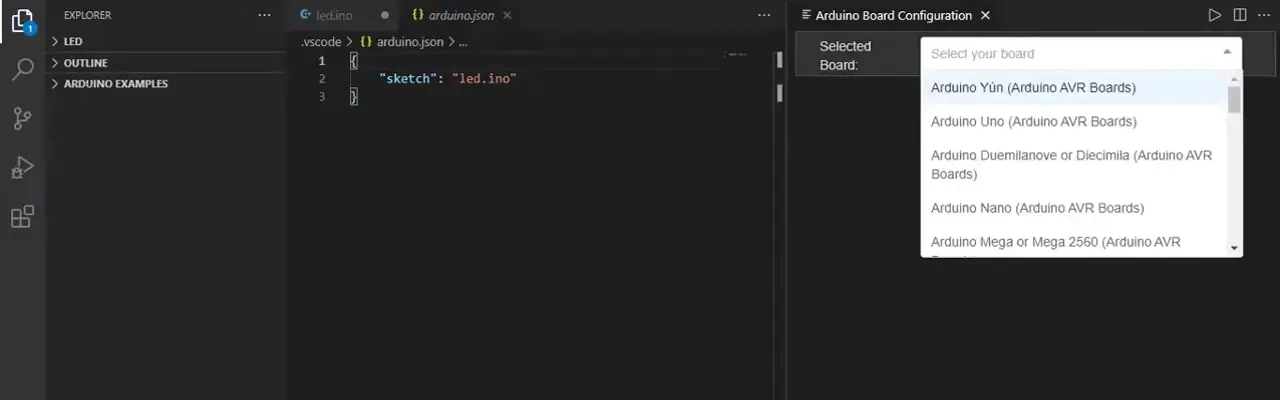 EXPLORER
1
LED
OUTLINE
ARDUINO EXAMPLES
led.ino
{} arduino.json
.vscode > {} arduino.json > ...
1 {
2 "sketch": "led.ino"
3 }
Arduino Board Configuration
Selected
Board:
Select your board
Arduino Yún (Arduino AVR Boards)
Arduino Uno (Arduino AVR Boards)
Arduino Duemilanove or Diecimila (Arduino AVR
Boards)
Arduino Nano (Arduino AVR Boards)
Arduino Mega or Mega 2560 (Arduino AVR